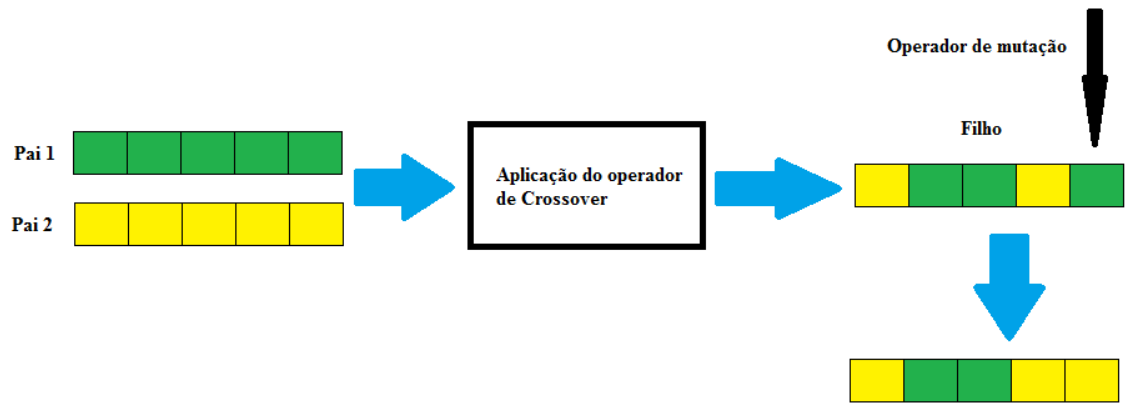 Operador de mutação
Filho
Pai 1
Aplicação do operador
de Crossover
Pai 2